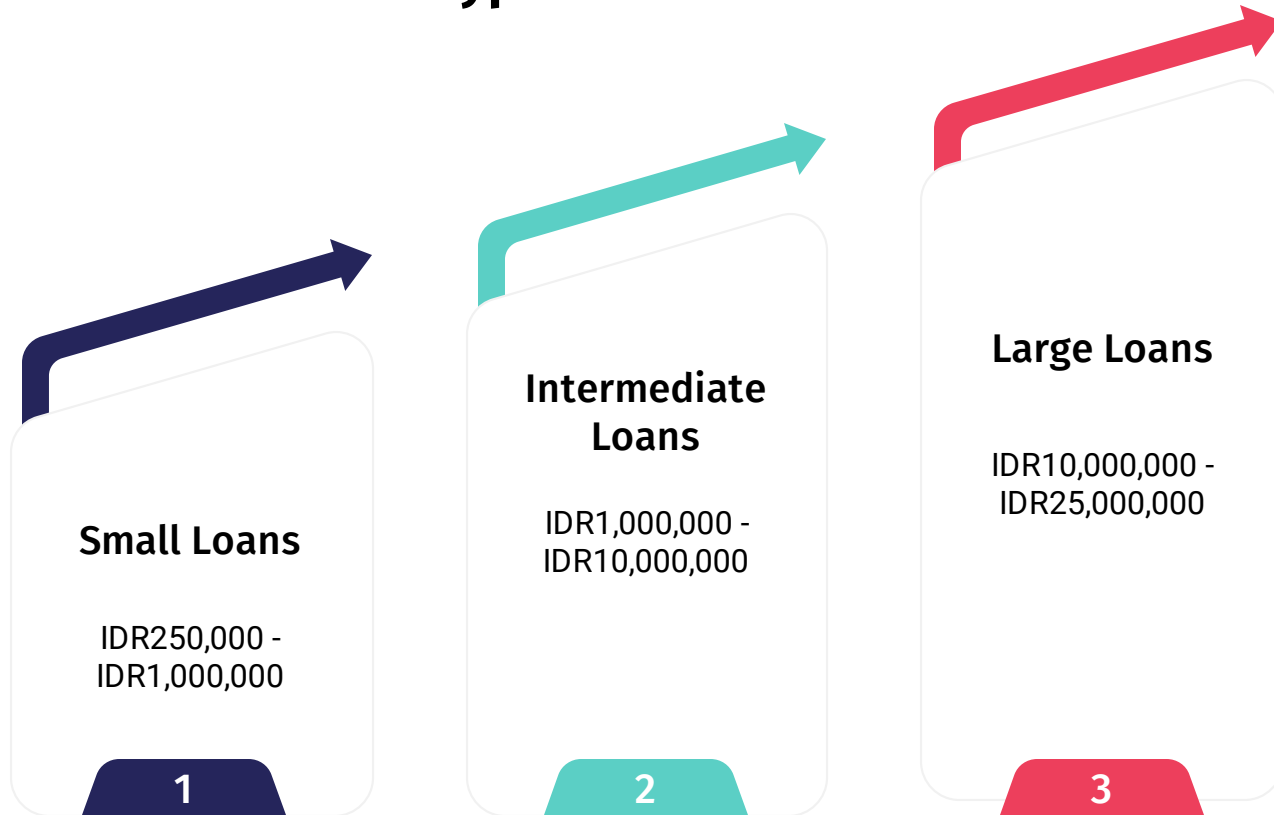 Small Loans
IDR250,000 -
IDR1,000,000
1
Intermediate
Loans
IDR1,000,000 -
IDR10,000,000
2
Large Loans
IDR10,000,000 -
IDR25,000,000
3